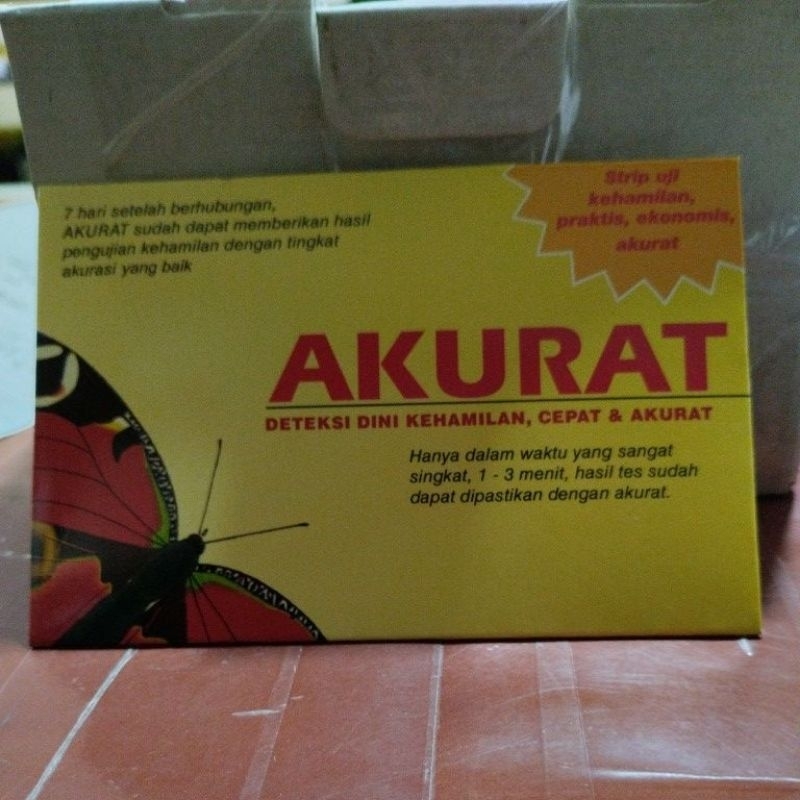 7 hari setelah berhubungan,
AKURAT sudah dapat memberikan hasil
pengujian kehamilan dengan tingkat
akurasi yang baik
Strip uji
kehamilan,
praktis, ekonomis,
akurat
AKURAT
DETEKSI DINI KEHAMILAN, CEPAT & AKURAT
Hanya dalam waktu yang sangat
singkat, 1 - 3 menit, hasil tes sudah
dapat dipastikan dengan akurat.